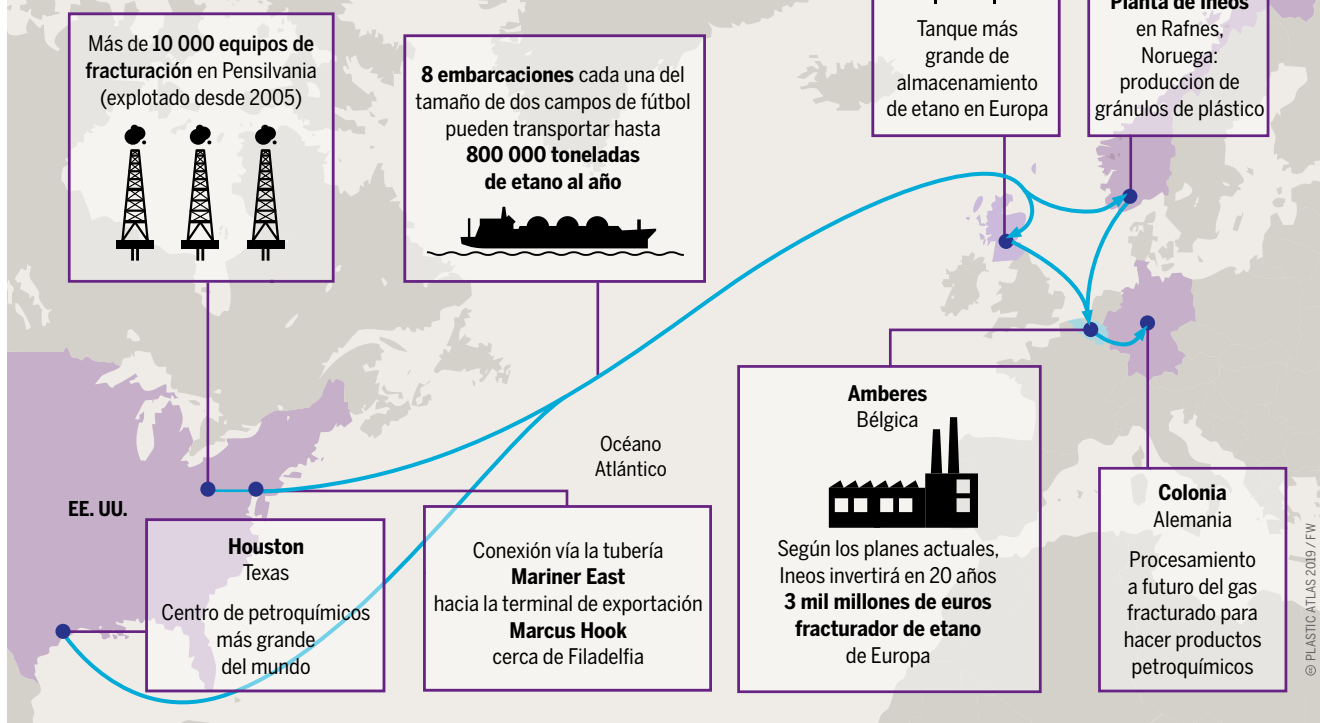 Más de 10 000 equipos de
fracturación en Pensilvania
(explotado desde 2005)
8 embarcaciones cada una del
tamaño de dos campos de fútbol
pueden transportar hasta
800 000 toneladas
de etano al año
Tanque más
grande de
almacenamiento
de etano en Europa
Planta de Ineos
en Rafnes,
Noruega:
produccion de
gránulos de plástico
Océano
Atlántico
EE. UU.
Houston
Texas
Centro de petroquímicos
más grande
del mundo
Conexión vía la tubería
Mariner East
hacia la terminal de exportación
Marcus Hook
cerca de Filadelfia
Amberes
Bélgica
Según los planes actuales,
Ineos invertirá en 20 años
3 mil millones de euros
fracturador de etano
de Europa
Colonia
Alemania
Procesamiento
a futuro del gas
fracturado para
hacer productos
petroquímicos
PLASTIC ATLAS 2019 / FW